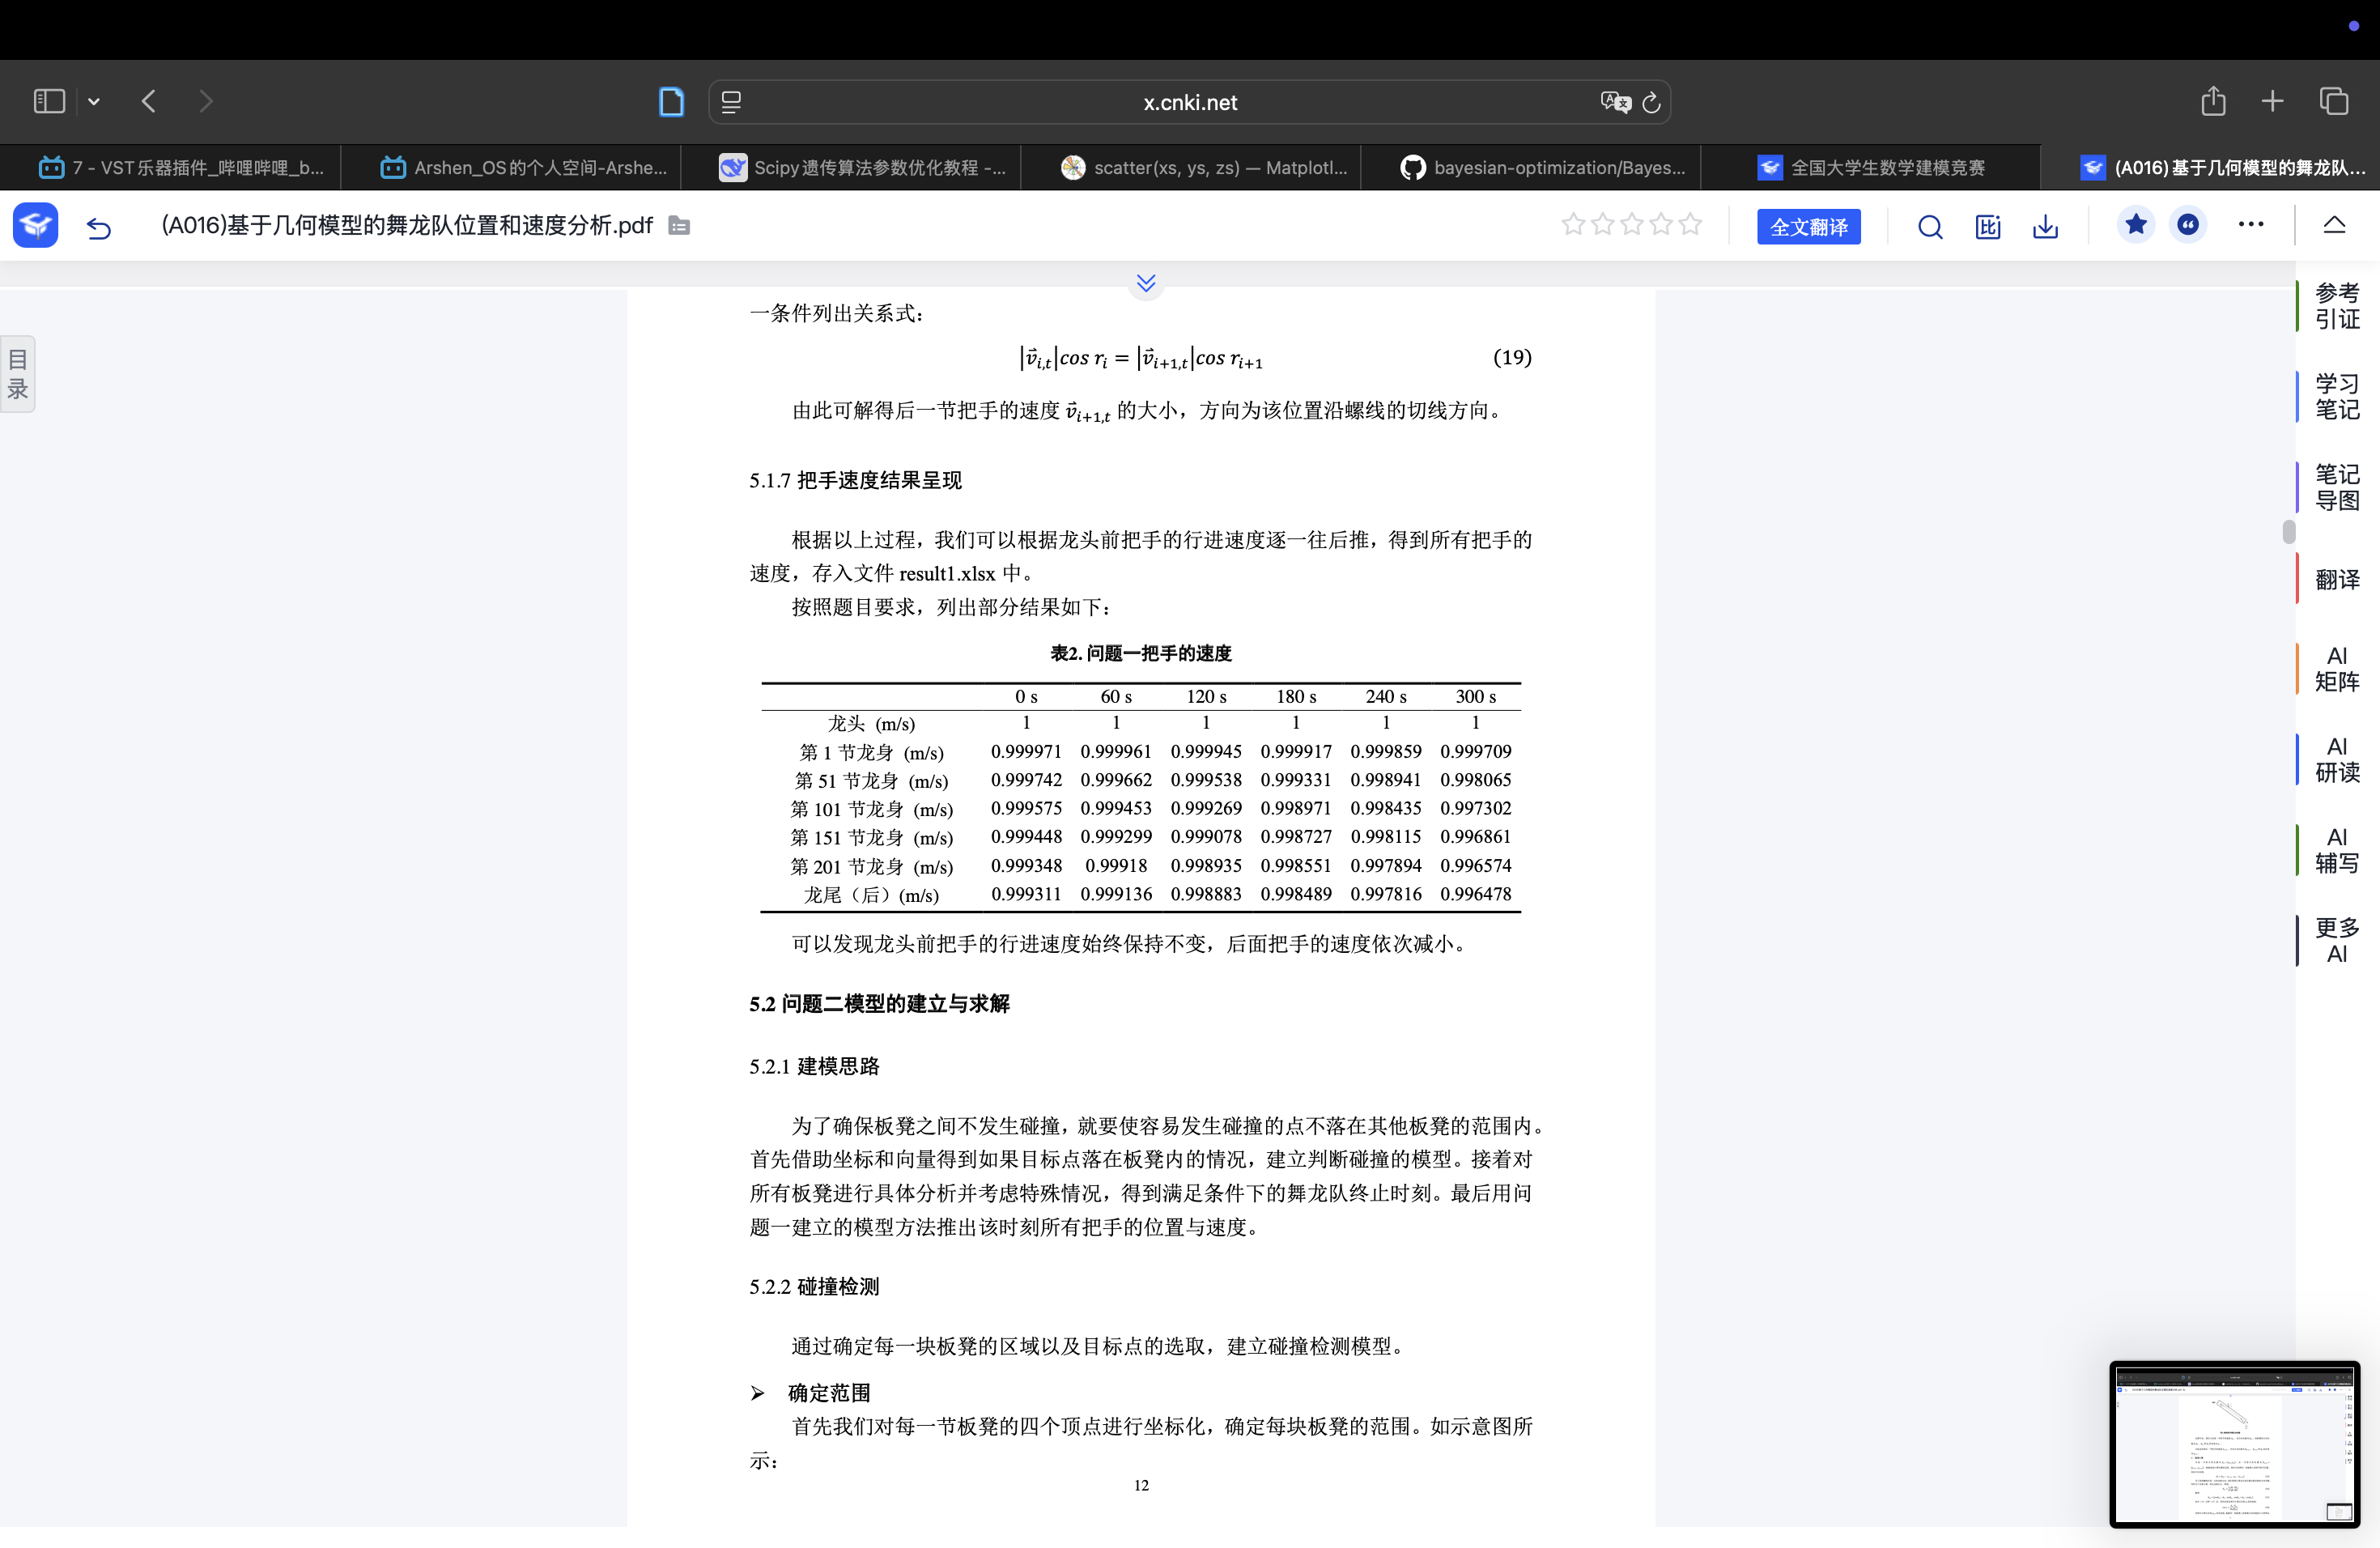 x.cnki.net
7 - VST乐器插件_哔哩哔哩_b...
Arshen_OS的个人空间-Arshe...
Scipy遗传算法参数优化教程 -...
scatter(xs, ys, zs) — Matplotl...
bayesian-optimization/Bayes...
全国大学生数学建模竞赛
(A016)基于几何模型的舞龙队...
(A016)基于几何模型的舞龙队位置和速度分析.pdf
全文翻译
目录
参考引证
学习笔记
笔记导图
翻译
AI矩阵
AI研读
AI辅写
更多AI
一条件列出关系式：
|v⃗_{i,t}|cos r_i = |v⃗_{i+1,t}|cos r_{i+1} (19)
由此可解得后一节把手的速度 v⃗_{i+1,t} 的大小，方向为该位置沿螺线的切线方向。
5.1.7 把手速度结果呈现
根据以上过程，我们可以根据龙头前把手的行进速度逐一往后推，得到所有把手的
速度，存入文件 result1.xlsx 中。
按照题目要求，列出部分结果如下：
表2. 问题一把手的速度
0 s 60 s 120 s 180 s 240 s 300 s
龙头 (m/s) 1 1 1 1 1 1
第 1 节龙身 (m/s) 0.999971 0.999961 0.999945 0.999917 0.999859 0.999709
第 51 节龙身 (m/s) 0.999742 0.999662 0.999538 0.999331 0.998941 0.998065
第 101 节龙身 (m/s) 0.999575 0.999453 0.999269 0.998971 0.998435 0.997302
第 151 节龙身 (m/s) 0.999448 0.999299 0.999078 0.998727 0.998115 0.996861
第 201 节龙身 (m/s) 0.999348 0.99918 0.998935 0.998551 0.997894 0.996574
龙尾（后）(m/s) 0.999311 0.999136 0.998883 0.998489 0.997816 0.996478
可以发现龙头前把手的行进速度始终保持不变，后面把手的速度依次减小。
5.2 问题二模型的建立与求解
5.2.1 建模思路
为了确保板凳之间不发生碰撞，就要使容易发生碰撞的点不落在其他板凳的范围内。
首先借助坐标和向量得到如果目标点落在板凳内的情况，建立判断碰撞的模型。接着对
所有板凳进行具体分析并考虑特殊情况，得到满足条件下的舞龙队终止时刻。最后用问
题一建立的模型方法推出该时刻所有把手的位置与速度。
5.2.2 碰撞检测
通过确定每一块板凳的区域以及目标点的选取，建立碰撞检测模型。
➢ 确定范围
首先我们对每一节板凳的四个顶点进行坐标化，确定每块板凳的范围。如示意图所
示：
12